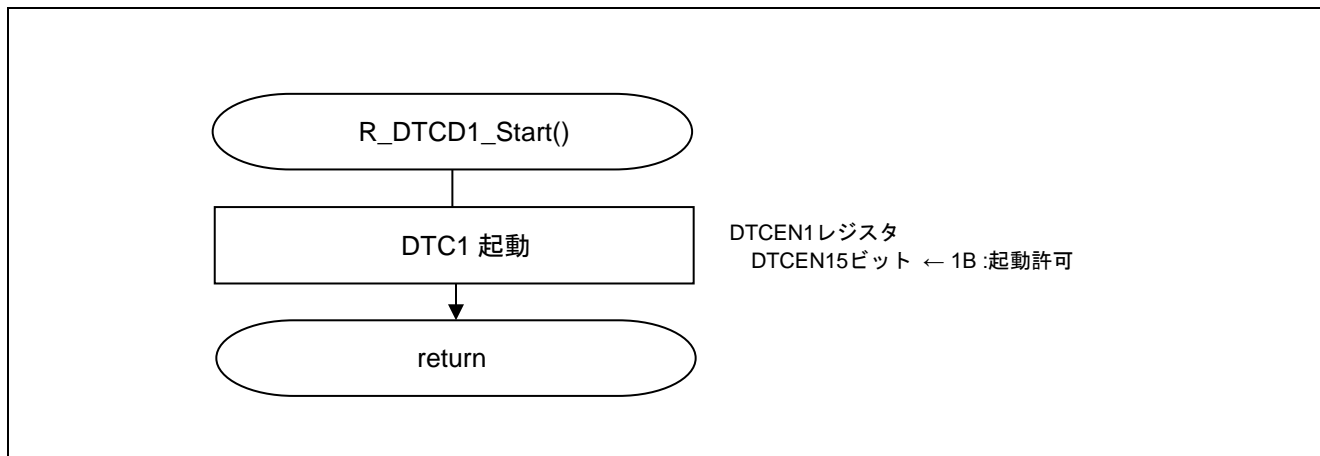 R_DTCD1_Start()
DTC1 起動
DTCEN1レジスタ
DTCEN15ビット ← 1B :起動許可
return